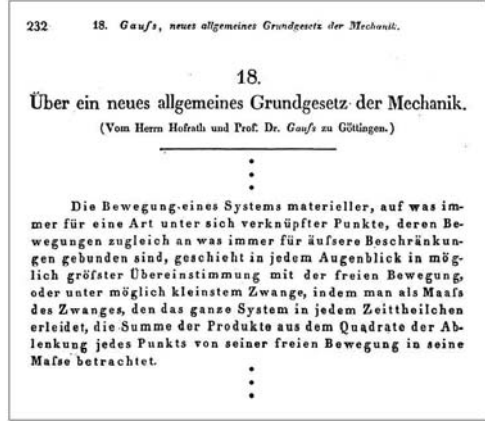 232 18. Gaufs, neues allgemeines Grundgesetz der Mechanik.
18.
Über ein neues allgemeines Grundgesetz der Mechanik.
(Vom Herrn Hofrath und Prof. Dr. Gaufs zu Göttingen.)
Die Bewegung eines Systems materieller, auf was im-
mer für eine Art unter sich verknüpfter Punkte, deren Be-
wegungen zugleich an was immer für äufsere Beschränkun-
gen gebunden sind, geschieht in jedem Augenblick in mög-
lich gröfster Übereinstimmung mit der freien Bewegung,
oder unter möglich kleinstem Zwange, indem man als Maafs
des Zwanges, den das ganze System in jedem Zeittheilchen
erleidet, die Summe der Produkte aus dem Quadrate der Ab-
lenkung jedes Punkts von seiner freien Bewegung in seine
Mafse betrachtet.